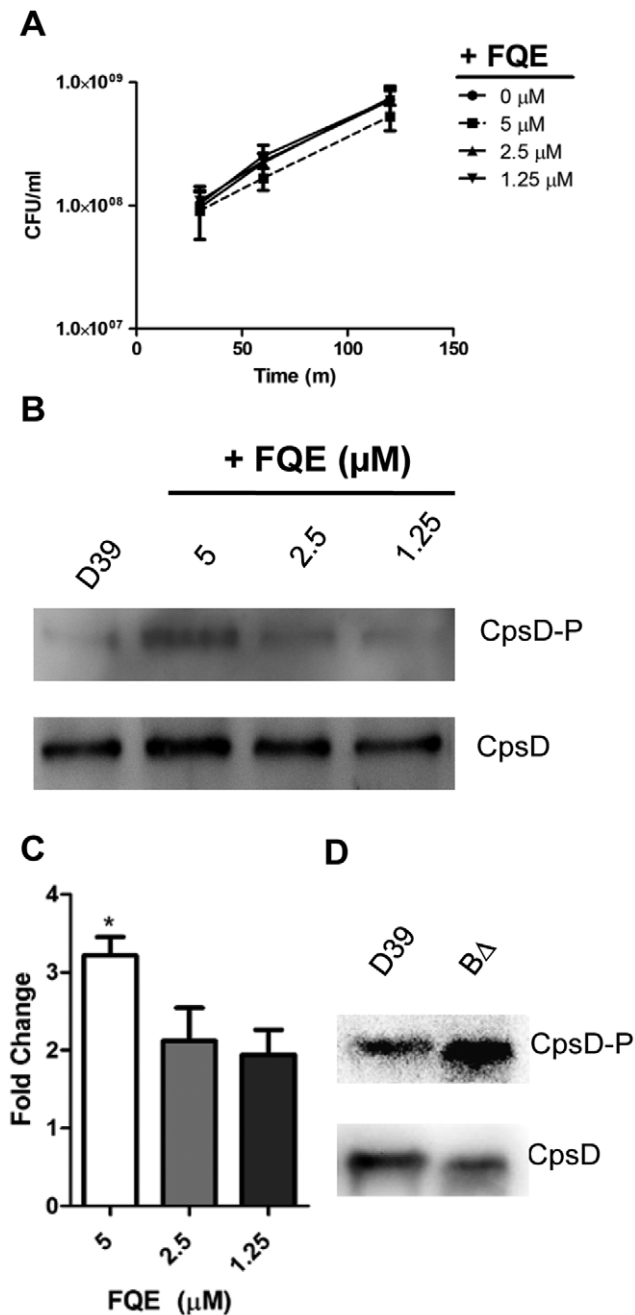 A
+ FQE
0 µM
5 µM
2.5 µM
1.25 µM
1.0×10⁰⁹
1.0×10⁰⁸
1.0×10⁰⁷
CFU/ml
0 50 100 150
Time (m)
B
+ FQE (µM)
D39 5 2.5 1.25
CpsD-P
CpsD
C
4
3
2
1
0
Fold Change
*
5 2.5 1.25
FQE (µM)
D
D39 BΔ
CpsD-P
CpsD